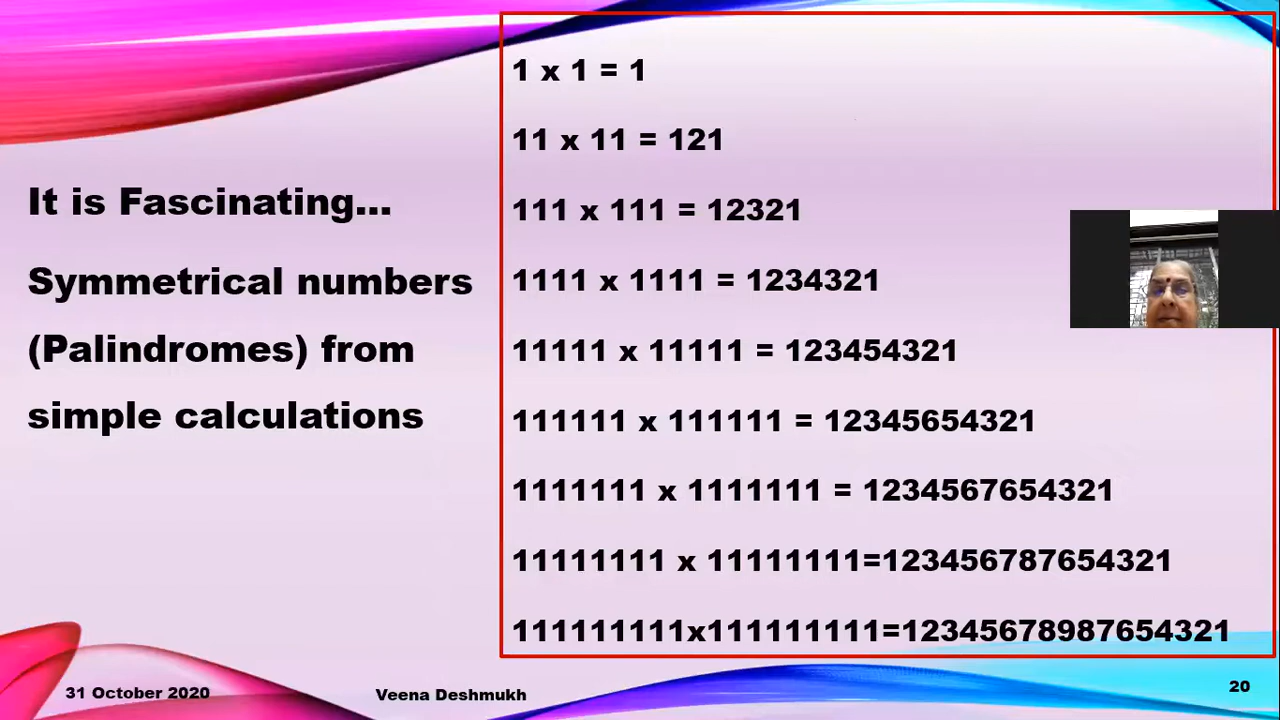 It is Fascinating...
Symmetrical numbers
(Palindromes) from
simple calculations
1 x 1 = 1
11 x 11 = 121
111 x 111 = 12321
1111 x 1111 = 1234321
11111 x 11111 = 123454321
111111 x 111111 = 12345654321
1111111 x 1111111 = 1234567654321
11111111 x 11111111=123456787654321
111111111x111111111=12345678987654321
31 October 2020
Veena Deshmukh
20